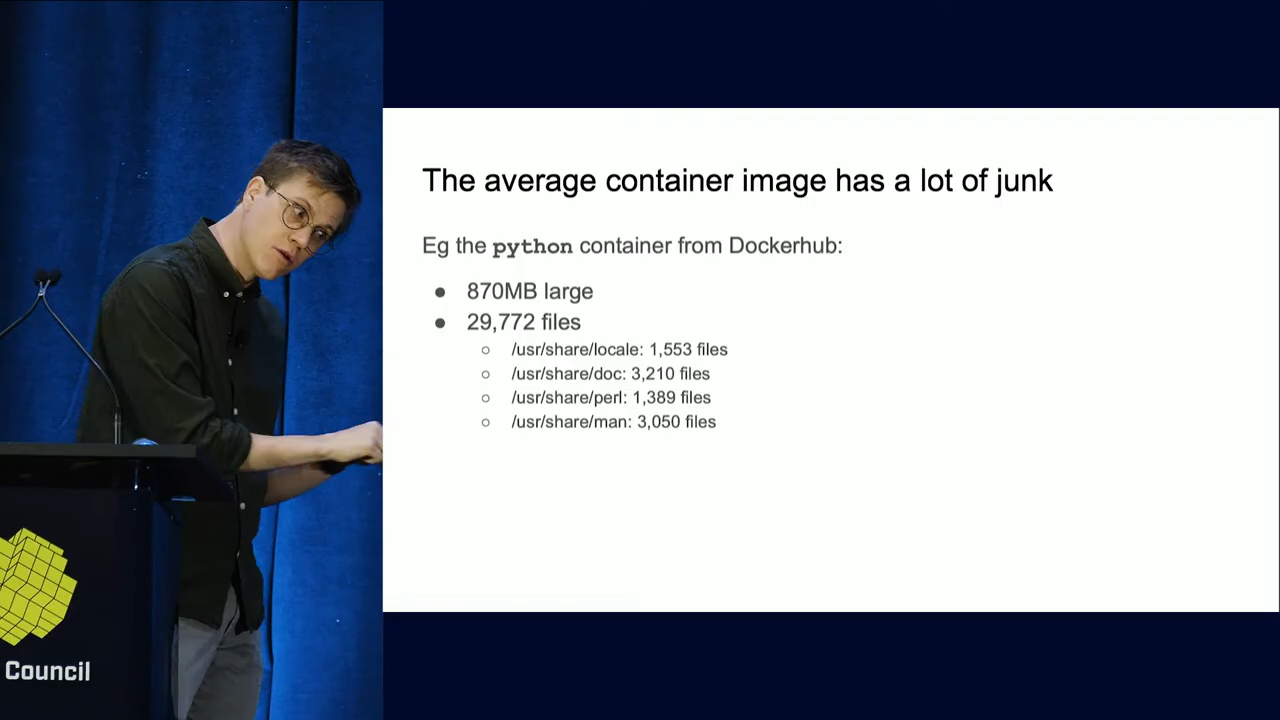 The average container image has a lot of junk
Eg the python container from Dockerhub:
● 870MB large
● 29,772 files
○ /usr/share/locale: 1,553 files
○ /usr/share/doc: 3,210 files
○ /usr/share/perl: 1,389 files
○ /usr/share/man: 3,050 files
Council